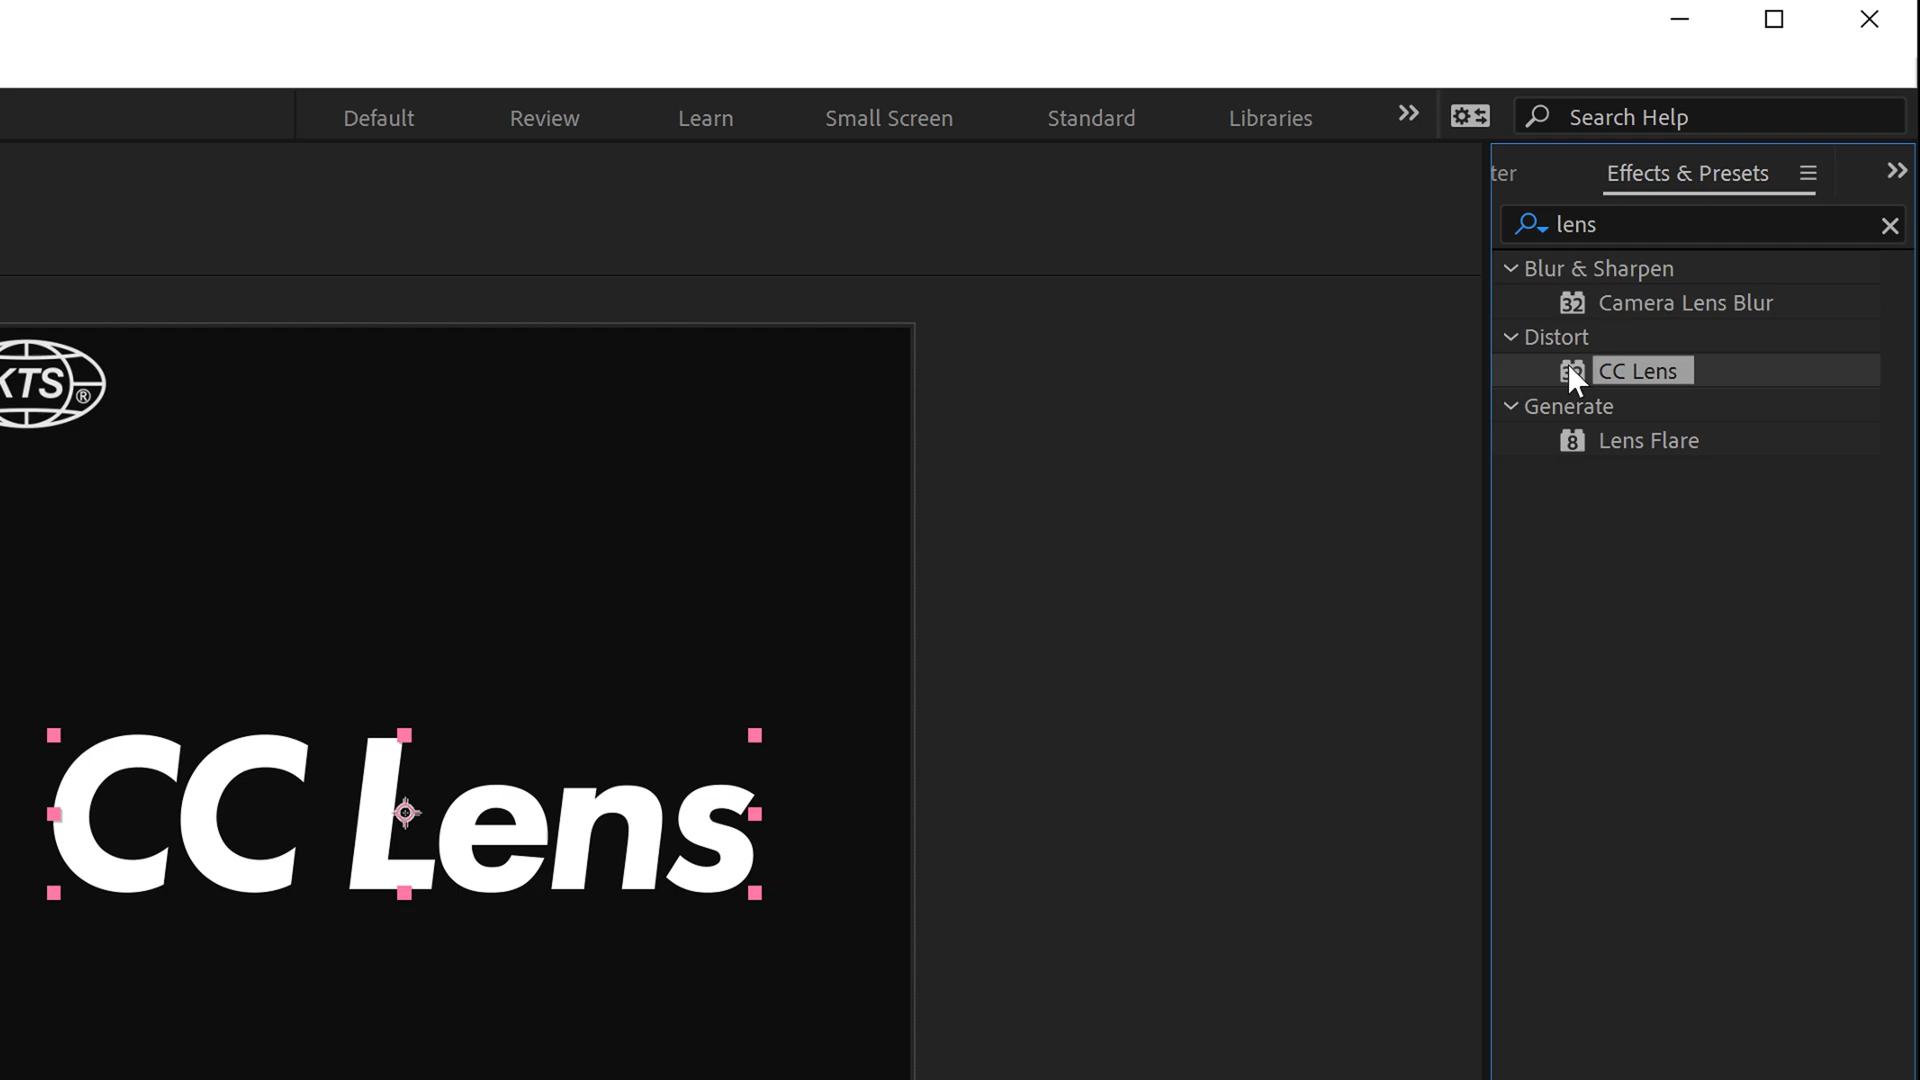 Default Review Learn Small Screen Standard Libraries Search Help
ter Effects & Presets
lens
Blur & Sharpen
32 Camera Lens Blur
Distort
CC Lens
Generate
8 Lens Flare
KTS ®
CC Lens